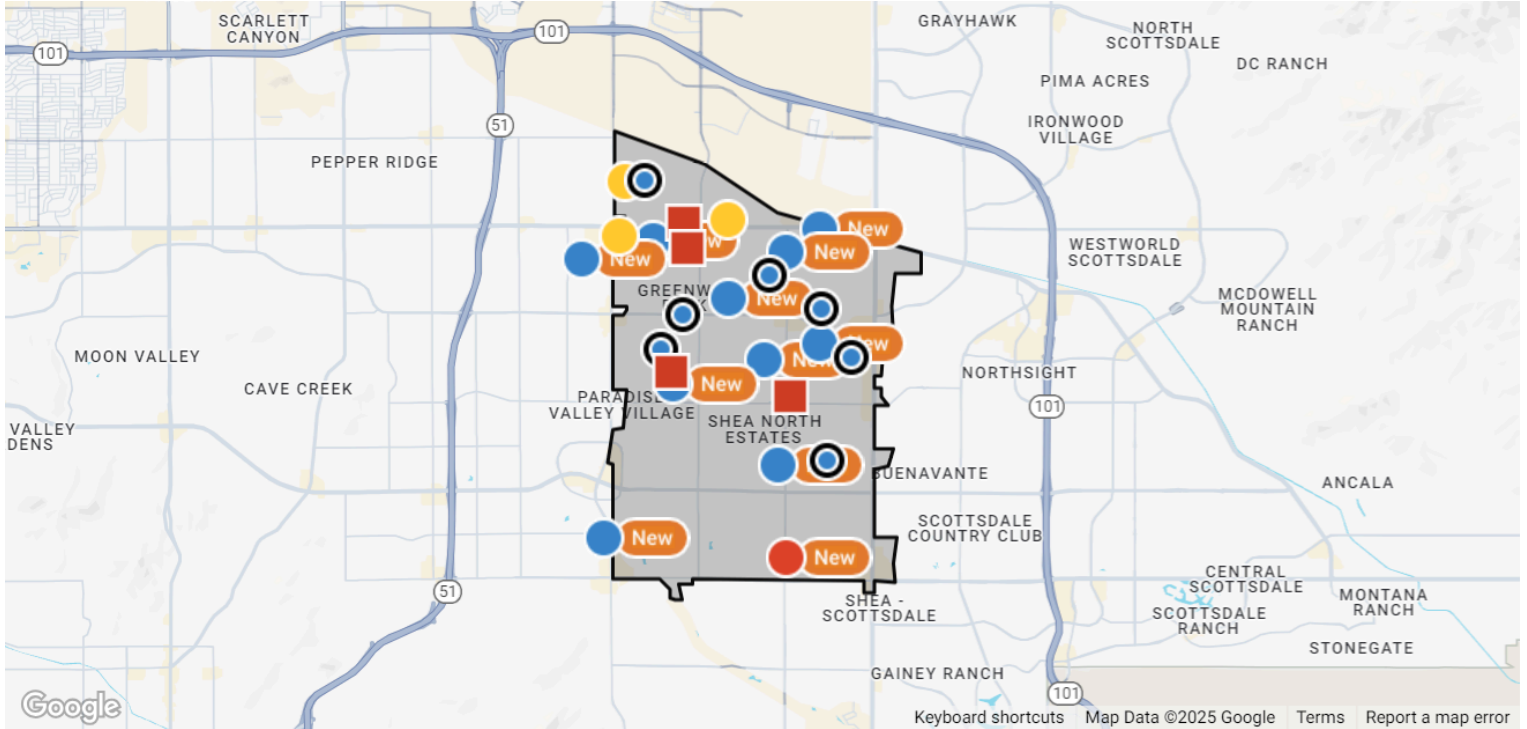 SCARLETT
CANYON
101
101
GRAYHAWK
NORTH
SCOTTSDALE
DC RANCH
PIMA ACRES
IRONWOOD
VILLAGE
51
PEPPER RIDGE
New
New
New
New
WESTWORLD
SCOTTSDALE
New
MCDOWELL
MOUNTAIN
RANCH
New
MOON VALLEY
CAVE CREEK
New
NORTHSIGHT
PARADISE
VALLEY VILLAGE
101
SHEA NORTH
ESTATES
VALLEY
DENS
BUENAVANTE
ANCALA
SCOTTSDALE
COUNTRY CLUB
New
New
51
CENTRAL
SCOTTSDALE
SHEA -
SCOTTSDALE
MONTANA
RANCH
SCOTTSDALE
RANCH
STONEGATE
GAINEY RANCH
101
Google
Keyboard shortcuts Map Data ©2025 Google Terms Report a map error